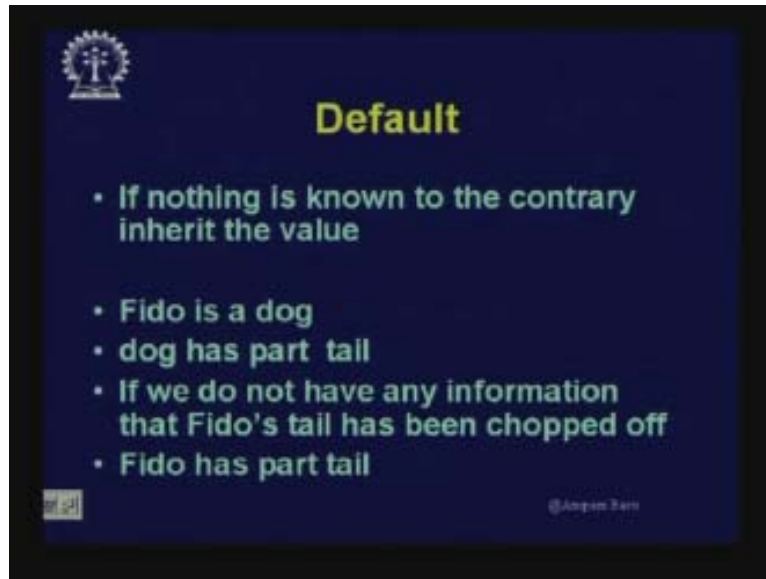 Default
• If nothing is known to the contrary
inherit the value
• Fido is a dog
• dog has part tail
• If we do not have any information
that Fido's tail has been chopped off
• Fido has part tail